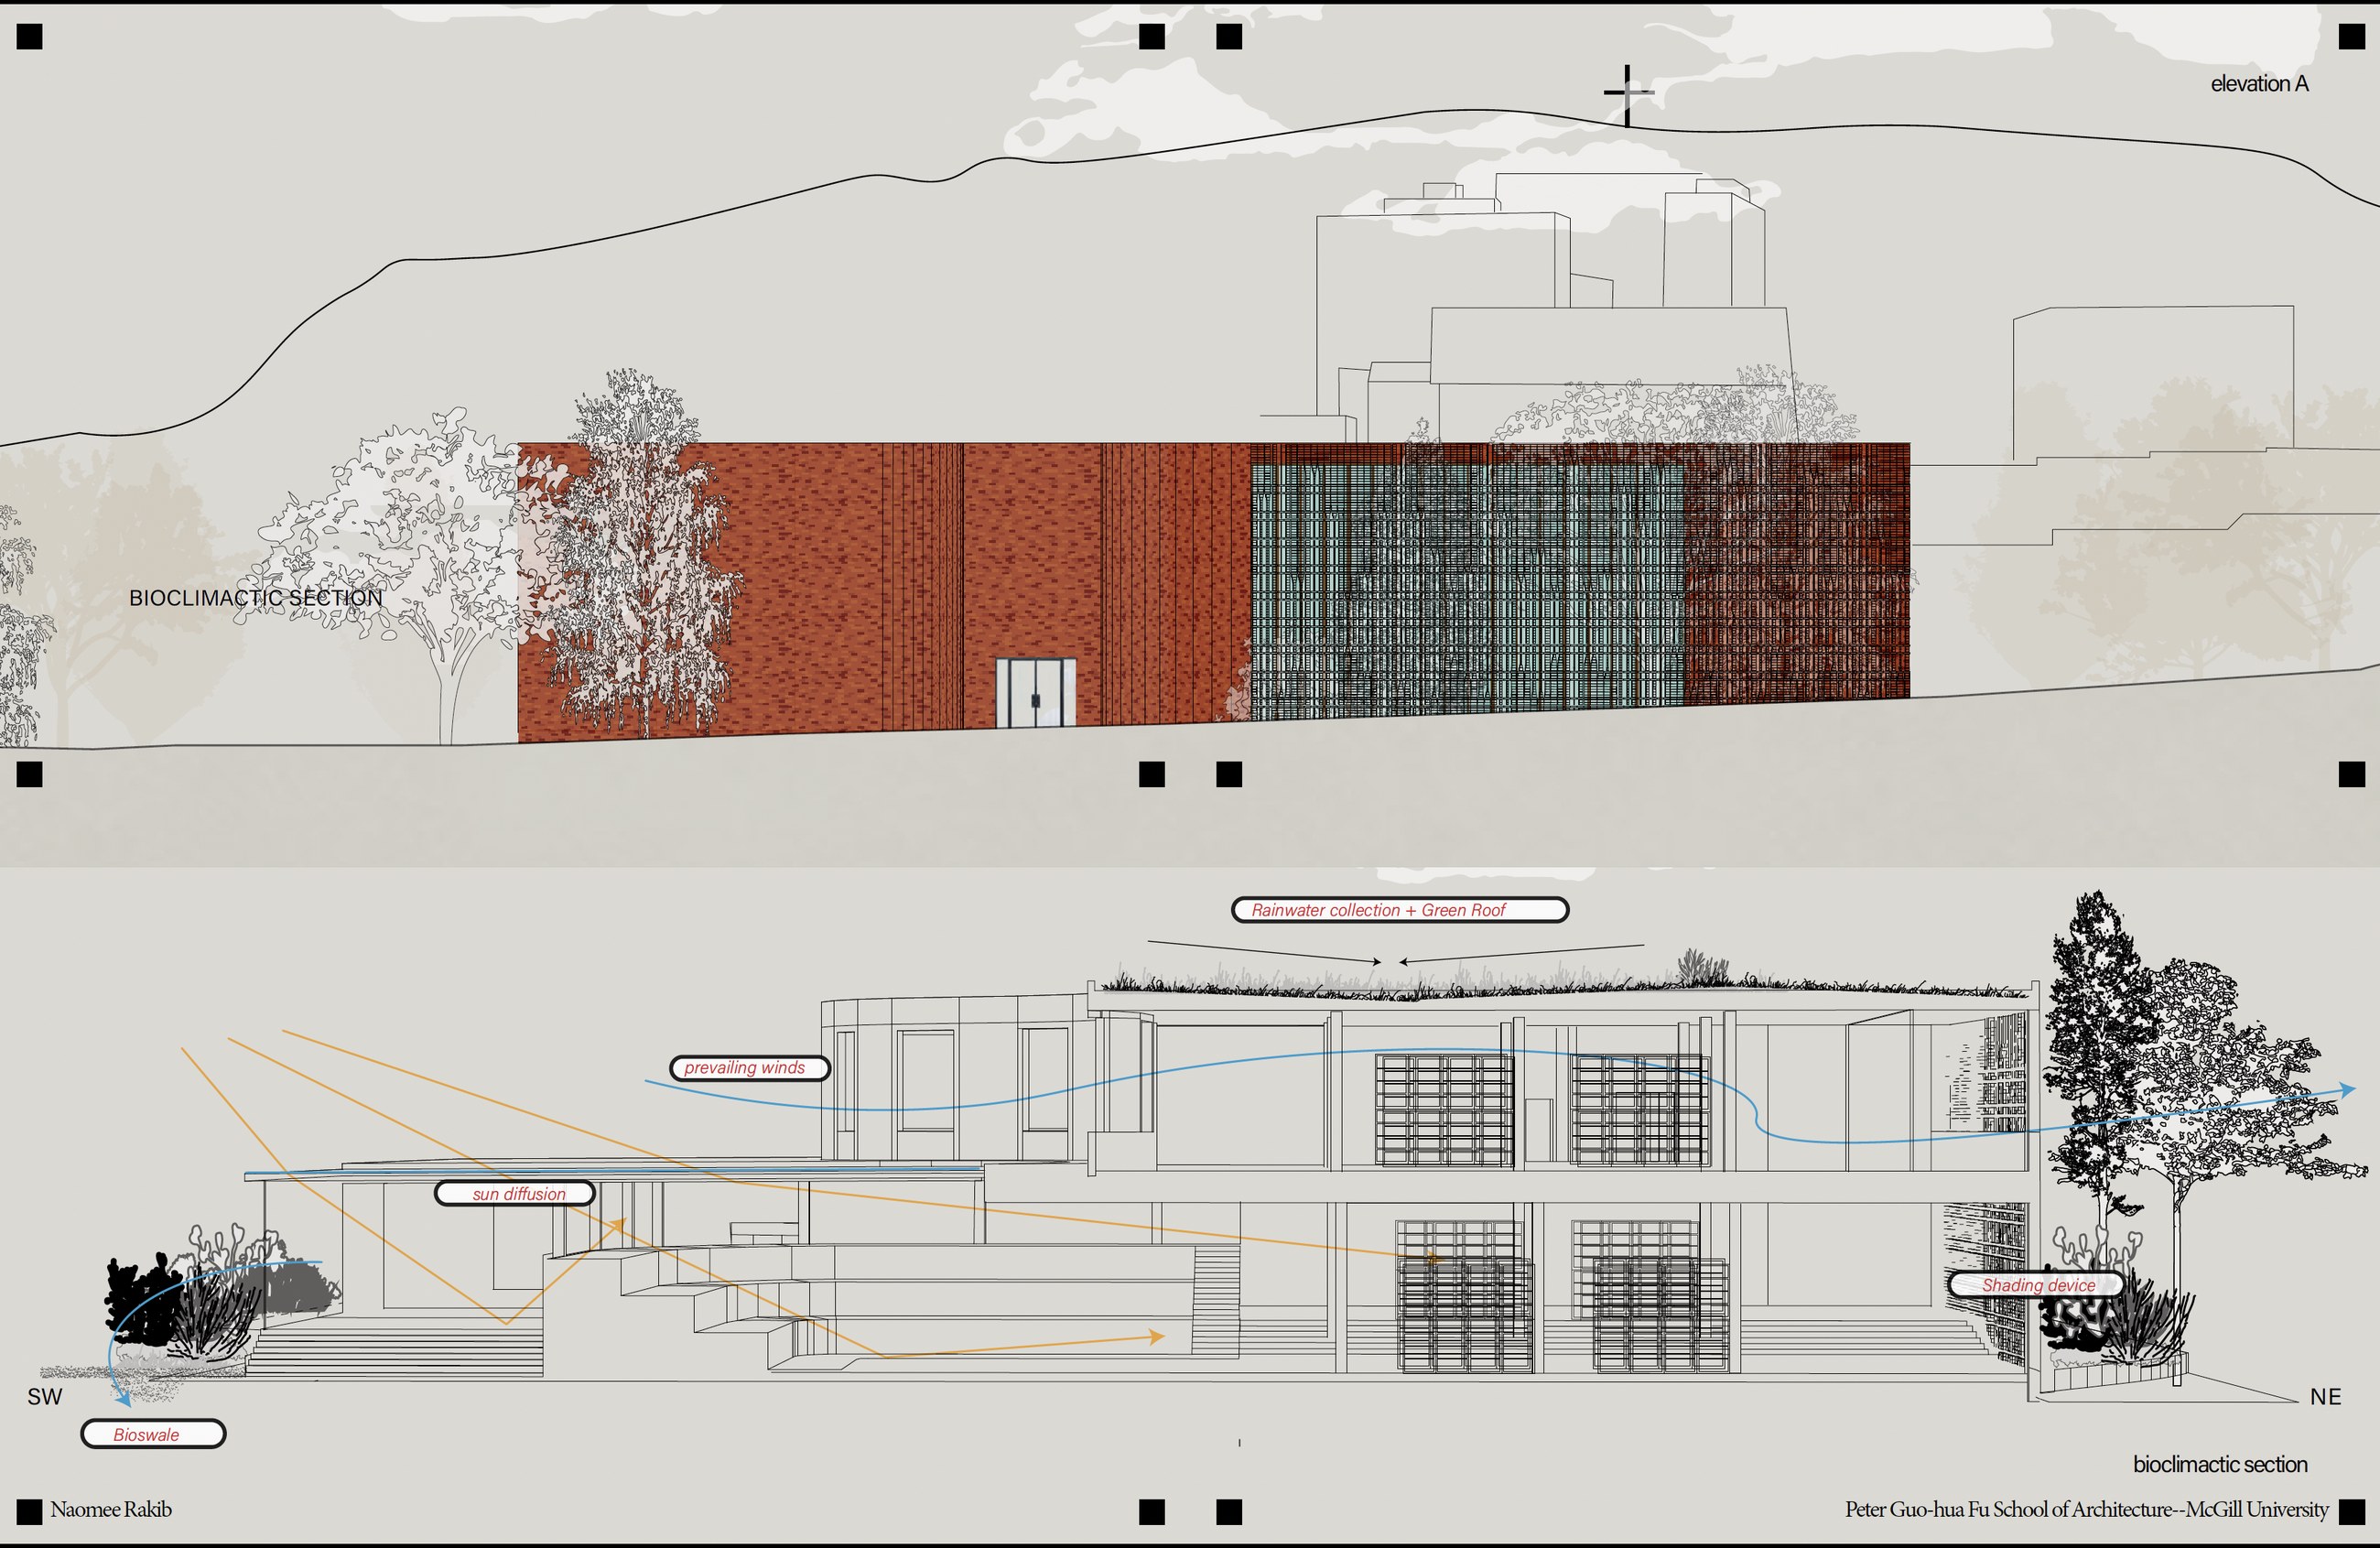 elevation A
BIOCLIMACTIC SECTION
Rainwater collection + Green Roof
prevailing winds
sun diffusion
Shading device
SW
NE
Bioswale
bioclimactic section
Naomee Rakib
Peter Guo-hua Fu School of Architecture--McGill University